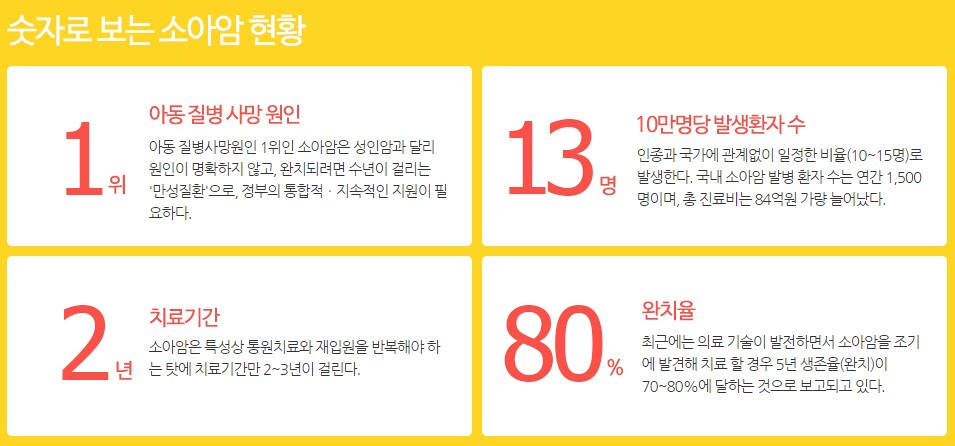 숫자로 보는 소아암 현황
1위
아동 질병 사망 원인
아동 질병사망원인 1위인 소아암은 성인암과 달리
원인이 명확하지 않고, 완치되려면 수년이 걸리는
'만성질환'으로, 정부의 통합적 · 지속적인 지원이 필
요하다.
13명
10만명당 발생환자 수
인종과 국가에 관계없이 일정한 비율(10~15명)로
발생한다. 국내 소아암 발병 환자 수는 연간 1,500
명이며, 총 진료비는 84억원 가량 늘어났다.
2년
치료기간
소아암은 특성상 통원치료와 재입원을 반복해야 하
는 탓에 치료기간만 2~3년이 걸린다.
80%
완치율
최근에는 의료 기술이 발전하면서 소아암을 조기
에 발견해 치료 할 경우 5년 생존율(완치)이
70~80%에 달하는 것으로 보고되고 있다.